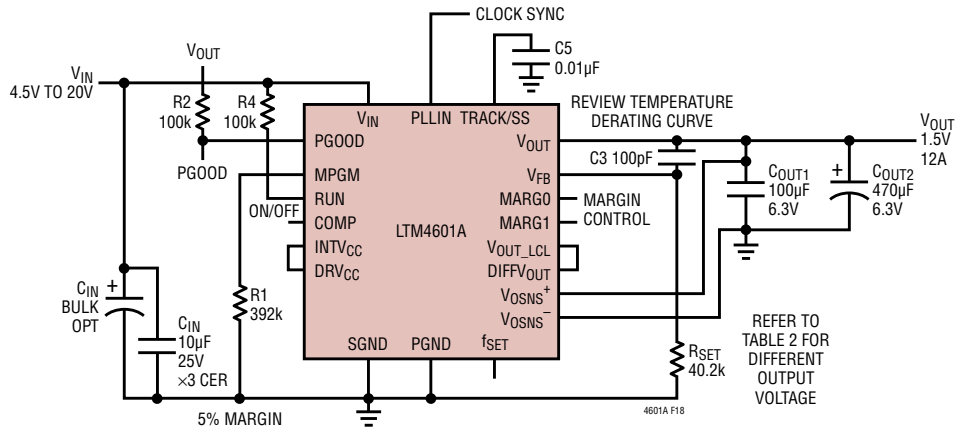 CLOCK SYNC
C5
0.01µF
VOUT
VIN
4.5V TO 20V
R2
100k
R4
100k
REVIEW TEMPERATURE
DERATING CURVE
VIN
PLLIN
TRACK/SS
PGOOD
VOUT
VOUT
1.5V
12A
C3 100pF
PGOOD
MPGM
VFB
COUT1
100µF
6.3V
+
COUT2
470µF
6.3V
RUN
MARG0
MARGIN
CONTROL
ON/OFF
COMP
MARG1
LTM4601A
INTVCC
VOUT_LCL
DRVCC
DIFFVOUT
CIN
BULK
OPT
+
R1
392k
VOSNS+
VOSNS–
CIN
10µF
25V
×3 CER
REFER TO
TABLE 2 FOR
DIFFERENT
OUTPUT
VOLTAGE
SGND
PGND
fSET
RSET
40.2k
5% MARGIN
4601A F18